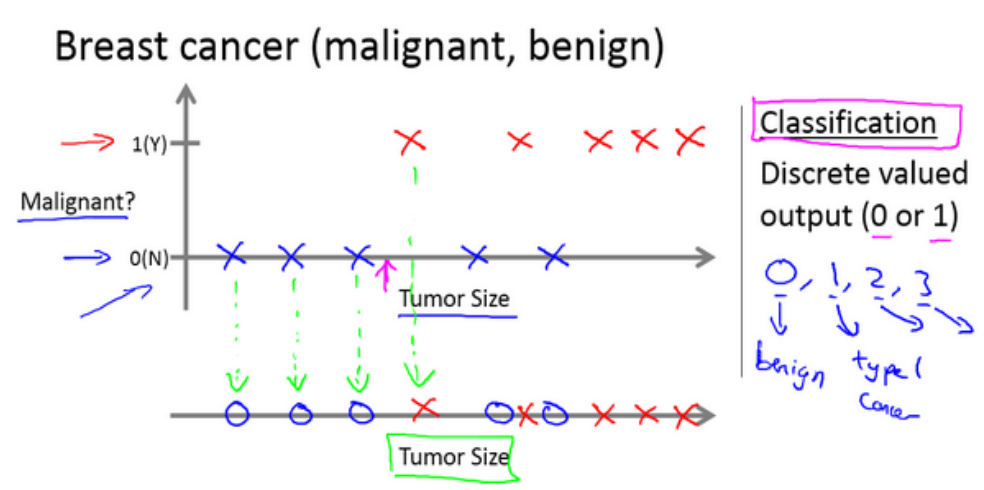 Breast cancer (malignant, benign)
1(Y)
Malignant?
0(N)
Tumor Size
Tumor Size
Classification
Discrete valued
output (0 or 1)
0, 1, 2, 3
benign
type 1
cancer